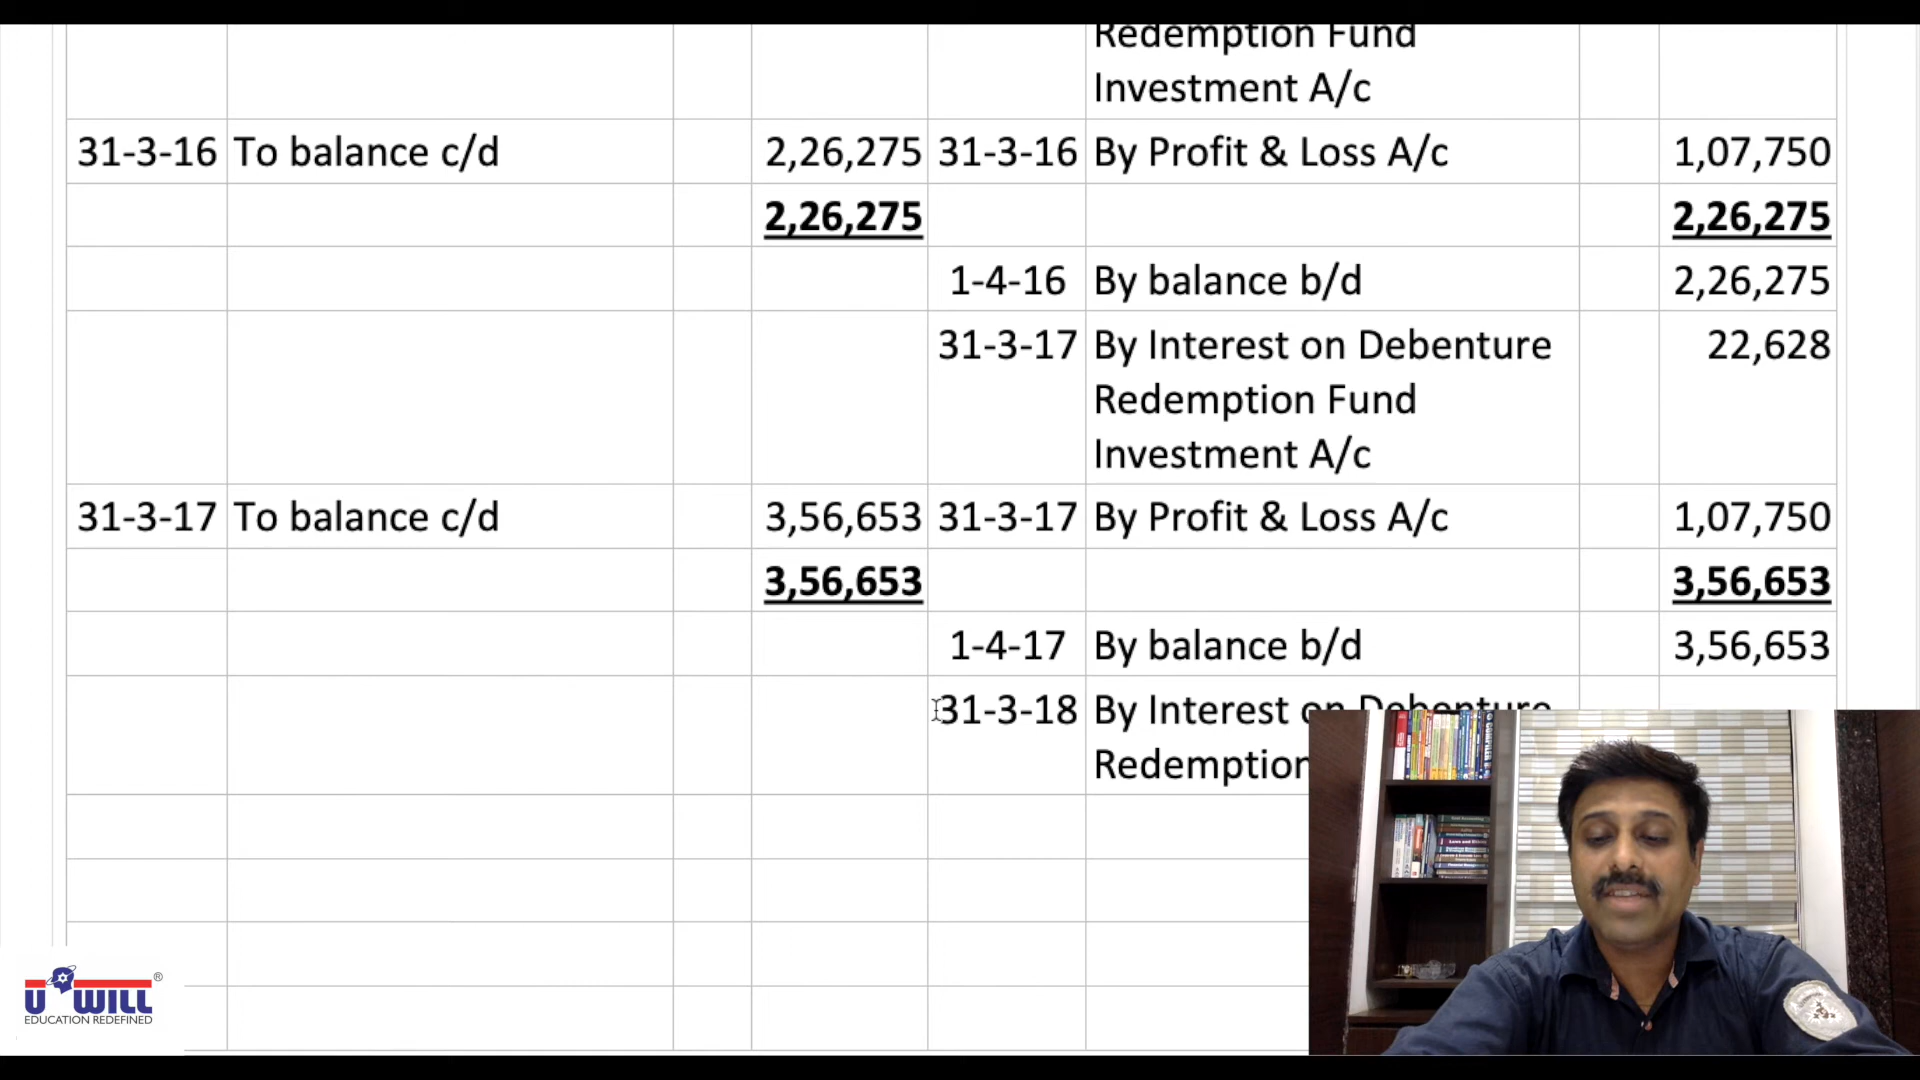 Redemption Fund
Investment A/c
31-3-16 To balance c/d 2,26,275 31-3-16 By Profit & Loss A/c 1,07,750
2,26,275 2,26,275
1-4-16 By balance b/d 2,26,275
31-3-17 By Interest on Debenture 22,628
Redemption Fund
Investment A/c
31-3-17 To balance c/d 3,56,653 31-3-17 By Profit & Loss A/c 1,07,750
3,56,653 3,56,653
1-4-17 By balance b/d 3,56,653
31-3-18 By Interest on Debenture
Redemption
U WILL ®
EDUCATION REDEFINED